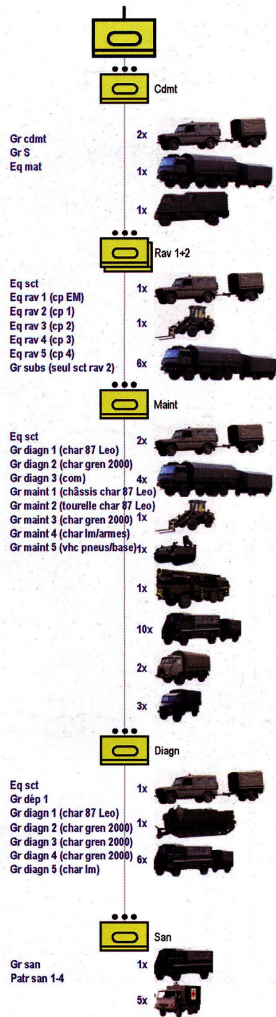 Cdmt
Gr cdmt
Gr S
Eq mat
2x
1x
1x
Rav 1+2
Eq sct
Eq rav 1 (cp EM)
Eq rav 2 (cp 1)
Eq rav 3 (cp 2)
Eq rav 4 (cp 3)
Eq rav 5 (cp 4)
Gr subs (seul sct rav 2)
1x
1x
6x
Maint
Eq sct
Gr diagn 1 (char 87 Leo)
Gr diagn 2 (char gren 2000)
Gr diagn 3 (com)
Gr maint 1 (châssis char 87 Leo)
Gr maint 2 (tourelle char 87 Leo)
Gr maint 3 (char gren 2000)
Gr maint 4 (char lm/armes)
Gr maint 5 (vhc pneus/base)
2x
4x
1x
1x
1x
10x
2x
3x
Diagn
Eq sct
Gr dép 1
Gr diagn 1 (char 87 Leo)
Gr diagn 2 (char gren 2000)
Gr diagn 3 (char gren 2000)
Gr diagn 4 (char gren 2000)
Gr diagn 5 (char lm)
1x
1x
6x
San
Gr san
Patr san 1-4
1x
5x